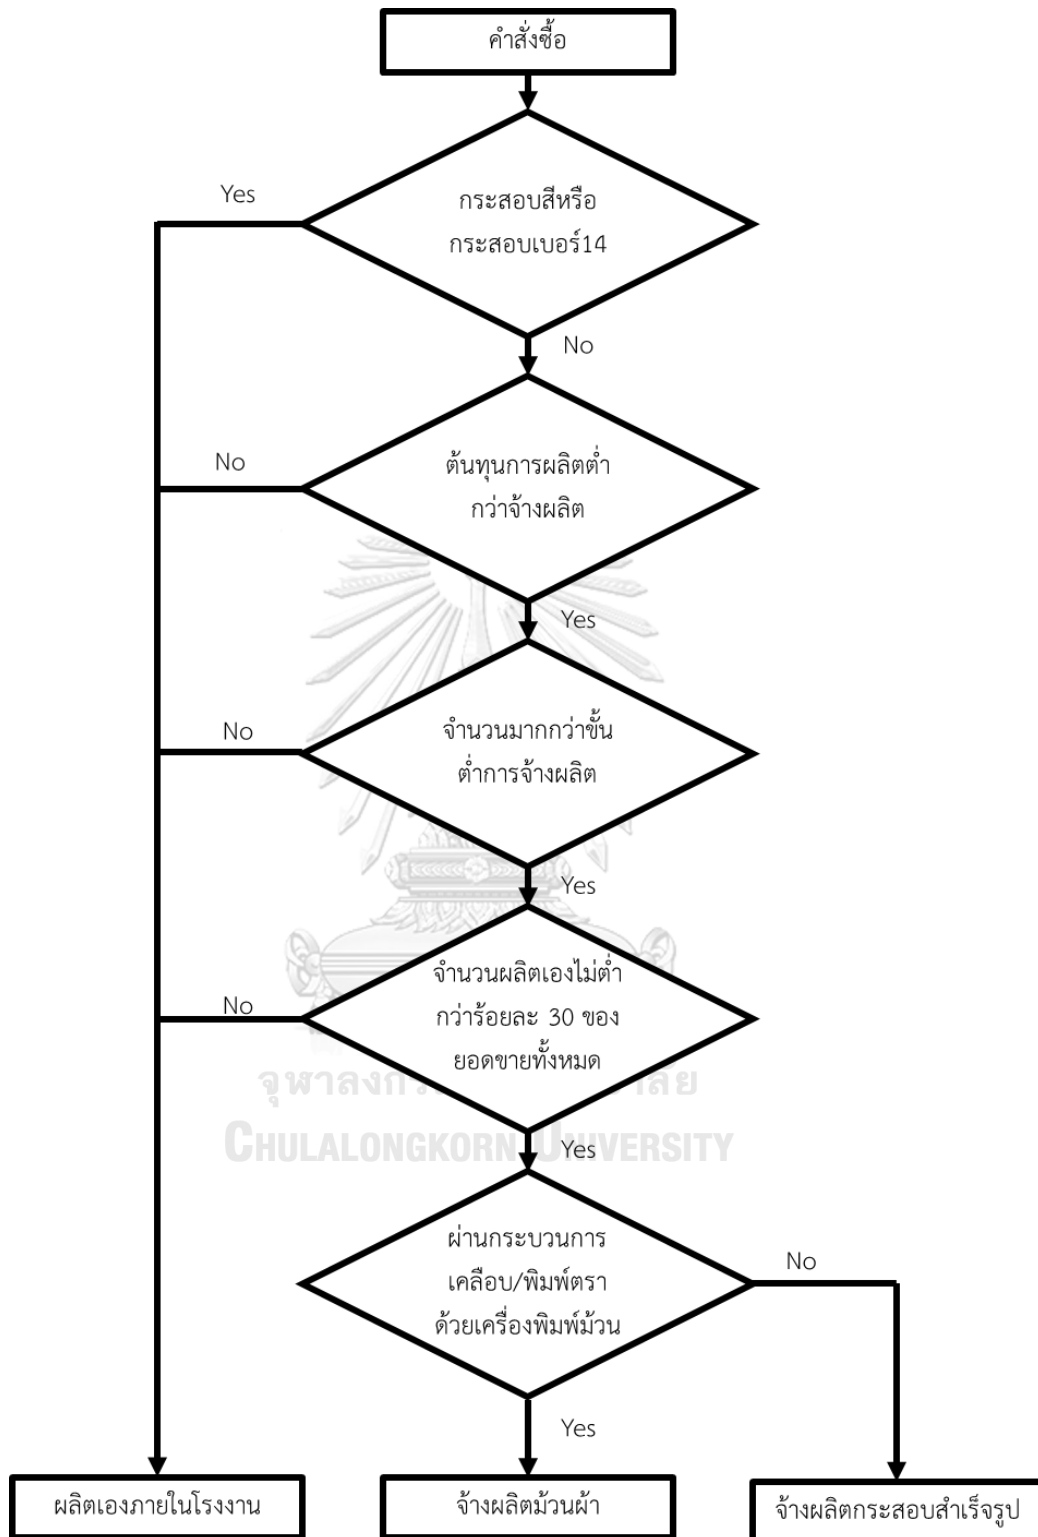 คำสั่งซื้อ
Yes
กระสอบสีหรือ
กระสอบเบอร์14
No
No
ต้นทุนการผลิตต่ำ
กว่าจ้างผลิต
Yes
No
จำนวนมากกว่าขั้น
ต่ำการจ้างผลิต
Yes
No
จำนวนผลิตเองไม่ต่ำ
กว่าร้อยละ 30 ของ
ยอดขายทั้งหมด
CHULALONGKORN UNIVERSITY
Yes
ผ่านกระบวนการ
เคลือบ/พิมพ์ตรา
ด้วยเครื่องพิมพ์ม้วน
No
Yes
ผลิตเองภายในโรงงาน
จ้างผลิตม้วนผ้า
จ้างผลิตกระสอบสำเร็จรูป